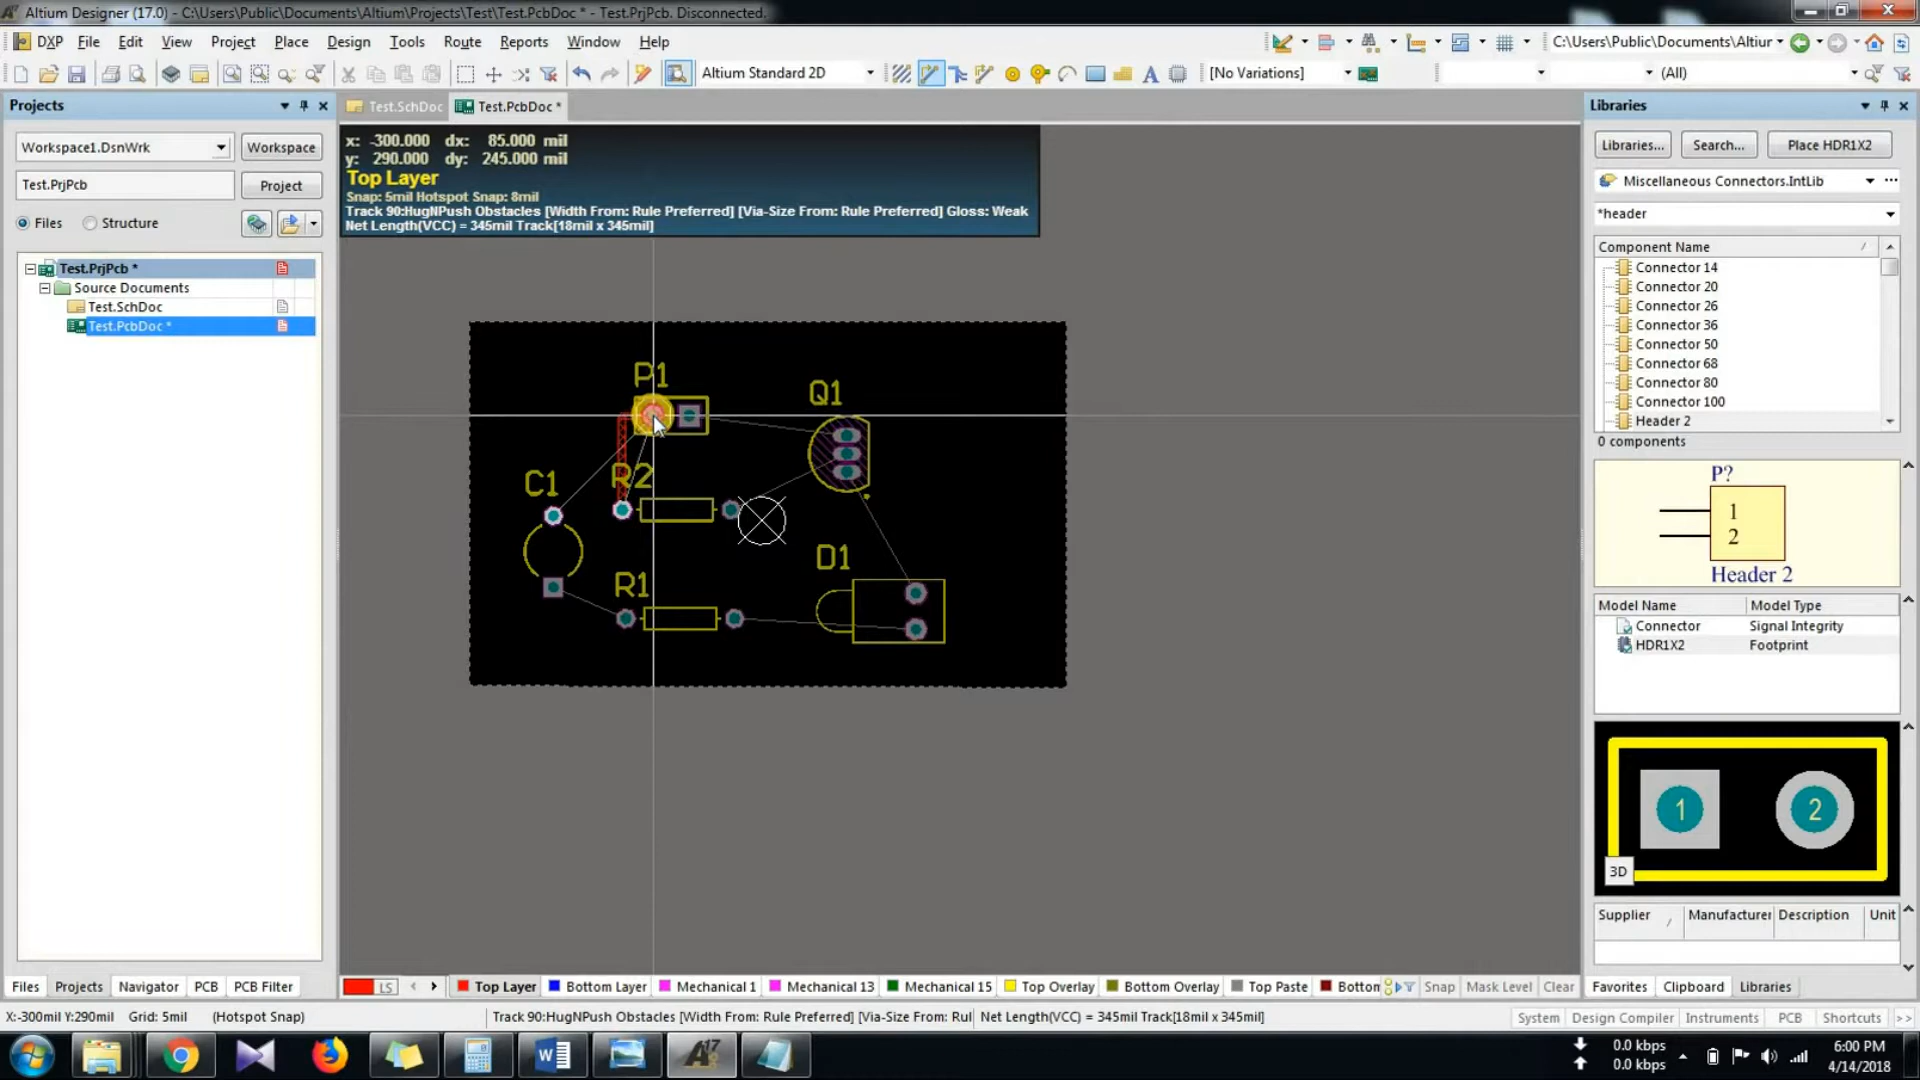 Altium Designer (17.0) - C:\Users\Public\Documents\Altium\Projects\Test\Test.PcbDoc * - Test.PrjPcb. Disconnected.
DXP File Edit View Project Place Design Tools Route Reports Window Help
C:\Users\Public\Documents\Altiur
Altium Standard 2D
[No Variations]
(All)
Projects
Test.SchDoc
Test.PcbDoc *
Libraries
Workspace1.DsnWrk
Workspace
Test.PrjPcb
Project
Files
Structure
Test.PrjPcb *
Source Documents
Test.SchDoc
Test.PcbDoc *
x: -300.000 dx: 85.000 mil
y: 290.000 dy: 245.000 mil
Top Layer
Snap: 5mil Hotspot Snap: 8mil
Track 90:HugNPush Obstacles [Width From: Rule Preferred] [Via-Size From: Rule Preferred] Gloss: Weak
Net Length(VCC) = 345mil Track[18mil x 345mil]
P1
Q1
C1
R2
R1
D1
Libraries...
Search...
Place HDR1X2
Miscellaneous Connectors.IntLib
...
*header
Component Name
Connector 14
Connector 20
Connector 26
Connector 36
Connector 50
Connector 68
Connector 80
Connector 100
Header 2
0 components
P?
1
2
Header 2
Model Name Model Type
Connector Signal Integrity
HDR1X2 Footprint
1
2
3D
Supplier Manufacturer Description Unit
Files Projects Navigator PCB PCB Filter
LS
Top Layer Bottom Layer Mechanical 1 Mechanical 13 Mechanical 15 Top Overlay Bottom Overlay Top Paste Bottom
Snap Mask Level Clear
Favorites Clipboard Libraries
X:-300mil Y:290mil Grid: 5mil (Hotspot Snap)
Track 90:HugNPush Obstacles [Width From: Rule Preferred] [Via-Size From: Rul
Net Length(VCC) = 345mil Track[18mil x 345mil]
System Design Compiler Instruments PCB Shortcuts >>
17
0.0 kbps
0.0 kbps
6:00 PM
4/14/2018